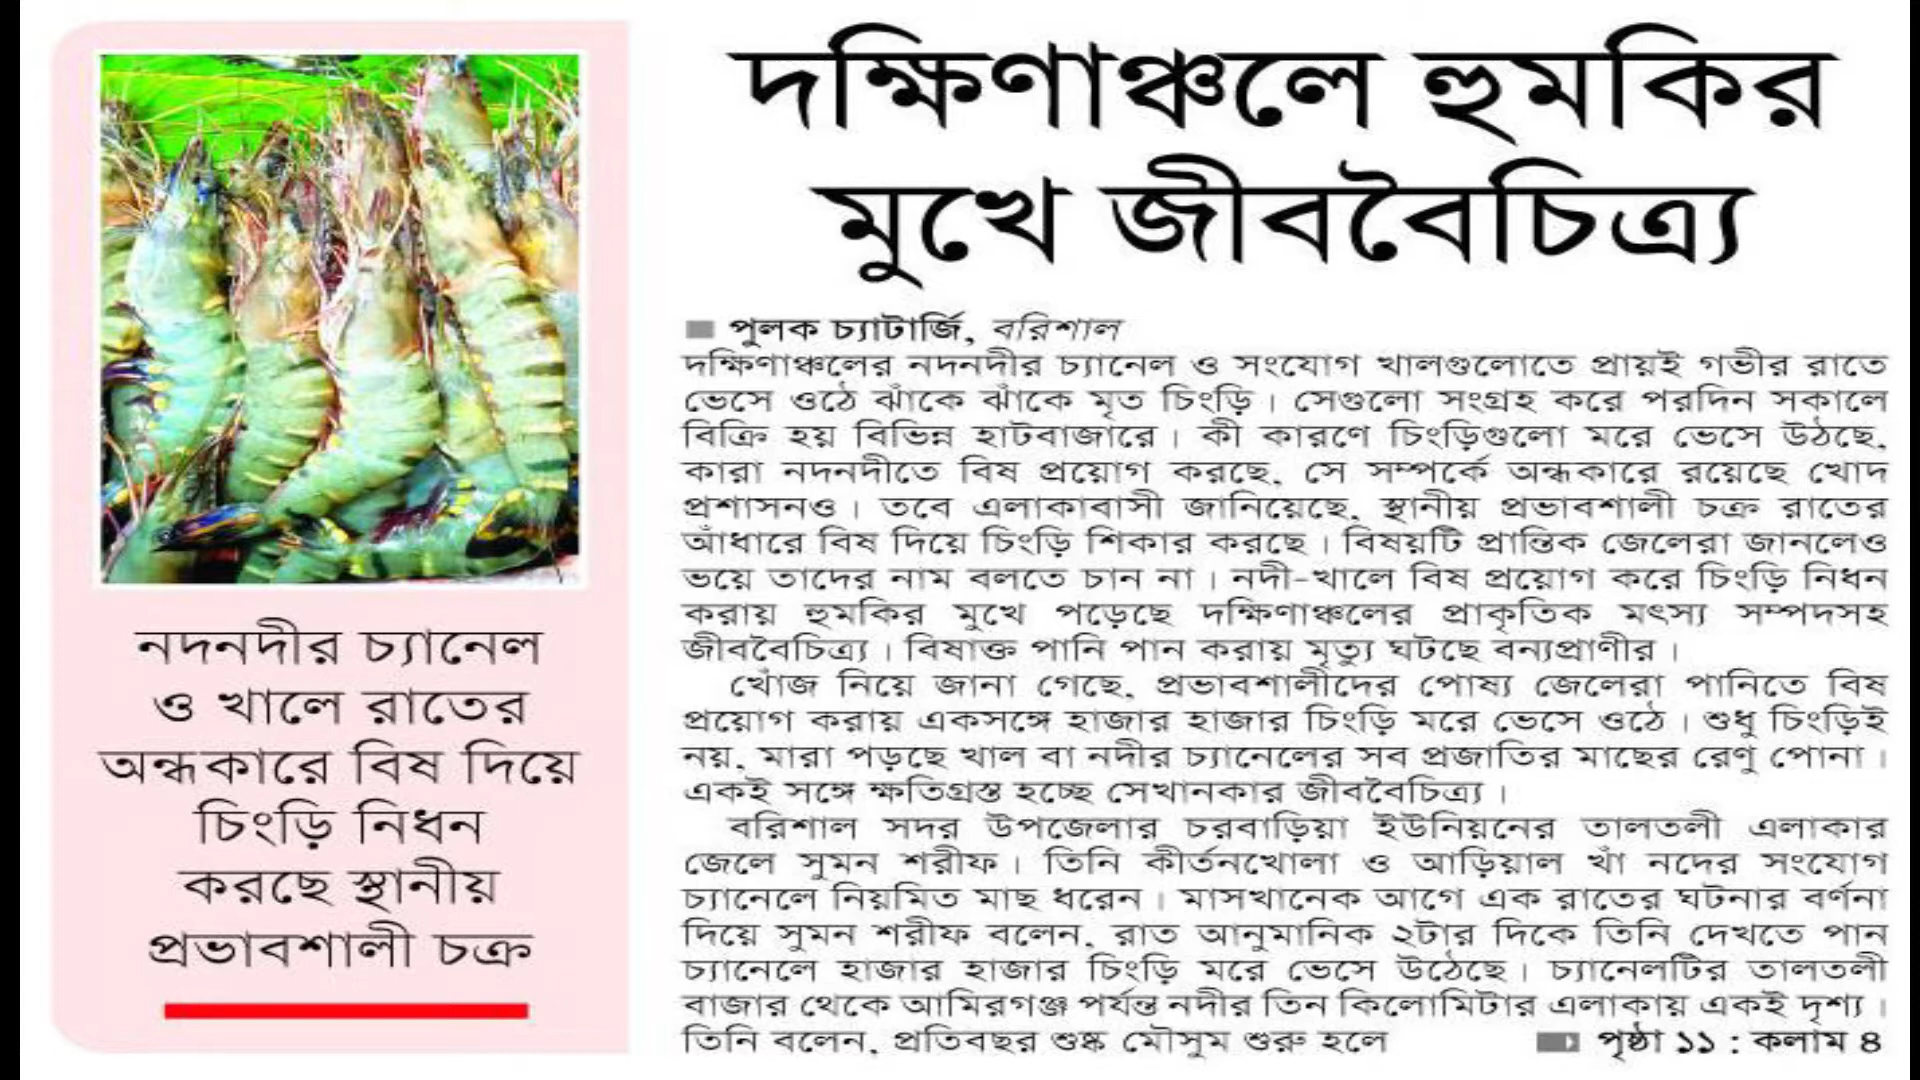 দক্ষিণাঞ্চলে হুমকির
মুখে জীববৈচিত্র্য
নদনদীর চ্যানেল
ও খালে রাতের
অন্ধকারে বিষ দিয়ে
চিংড়ি নিধন
করছে স্থানীয়
প্রভাবশালী চক্র
পুলক চ্যাটার্জি, বরিশাল
দক্ষিণাঞ্চলের নদনদীর চ্যানেল ও সংযোগ খালগুলোতে প্রায়ই গভীর রাতে
ভেসে ওঠে ঝাঁকে ঝাঁকে মৃত চিংড়ি। সেগুলো সংগ্রহ করে পরদিন সকালে
বিক্রি হয় বিভিন্ন হাটবাজারে। কী কারণে চিংড়িগুলো মরে ভেসে উঠছে,
কারা নদনদীতে বিষ প্রয়োগ করছে, সে সম্পর্কে অন্ধকারে রয়েছে খোদ
প্রশাসনও। তবে এলাকাবাসী জানিয়েছে, স্থানীয় প্রভাবশালী চক্র রাতের
আঁধারে বিষ দিয়ে চিংড়ি শিকার করছে। বিষয়টি প্রান্তিক জেলেরা জানলেও
ভয়ে তাদের নাম বলতে চান না। নদী-খালে বিষ প্রয়োগ করে চিংড়ি নিধন
করায় হুমকির মুখে পড়েছে দক্ষিণাঞ্চলের প্রাকৃতিক মৎস্য সম্পদসহ
জীববৈচিত্র্য। বিষাক্ত পানি পান করায় মৃত্যু ঘটছে বন্যপ্রাণীর।
খোঁজ নিয়ে জানা গেছে, প্রভাবশালীদের পোষ্য জেলেরা পানিতে বিষ
প্রয়োগ করায় একসঙ্গে হাজার হাজার চিংড়ি মরে ভেসে ওঠে। শুধু চিংড়িই
নয়, মারা পড়ছে খাল বা নদীর চ্যানেলের সব প্রজাতির মাছের রেণু পোনা।
একই সঙ্গে ক্ষতিগ্রস্ত হচ্ছে সেখানকার জীববৈচিত্র্য।
বরিশাল সদর উপজেলার চরবাড়িয়া ইউনিয়নের তালতলী এলাকার
জেলে সুমন শরীফ। তিনি কীর্তনখোলা ও আড়িয়াল খাঁ নদের সংযোগ
চ্যানেলে নিয়মিত মাছ ধরেন। মাসখানেক আগে এক রাতের ঘটনার বর্ণনা
দিয়ে সুমন শরীফ বলেন, রাত আনুমানিক ২টার দিকে তিনি দেখতে পান
চ্যানেলে হাজার হাজার চিংড়ি মরে ভেসে উঠেছে। চ্যানেলটির তালতলী
বাজার থেকে আমিরগঞ্জ পর্যন্ত নদীর তিন কিলোমিটার এলাকায় একই দৃশ্য।
তিনি বলেন, প্রতিবছর শুষ্ক মৌসুম শুরু হলে পৃষ্ঠা ১১ : কলাম ৪